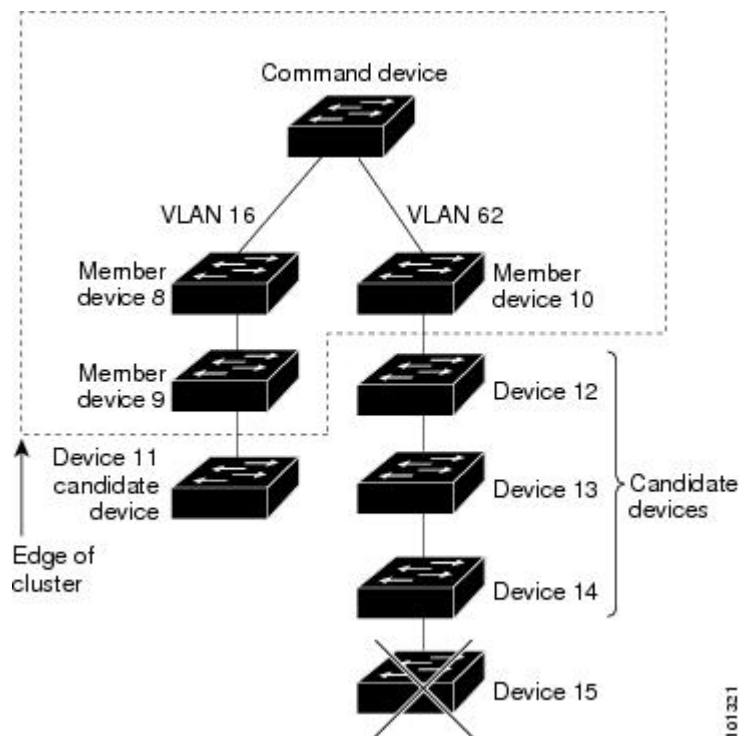 Command device
VLAN 16
VLAN 62
Member
device 8
Member
device 10
Member
device 9
Device 12
Device 11
candidate
device
Device 13
Candidate
devices
Edge of
cluster
Device 14
Device 15
101321